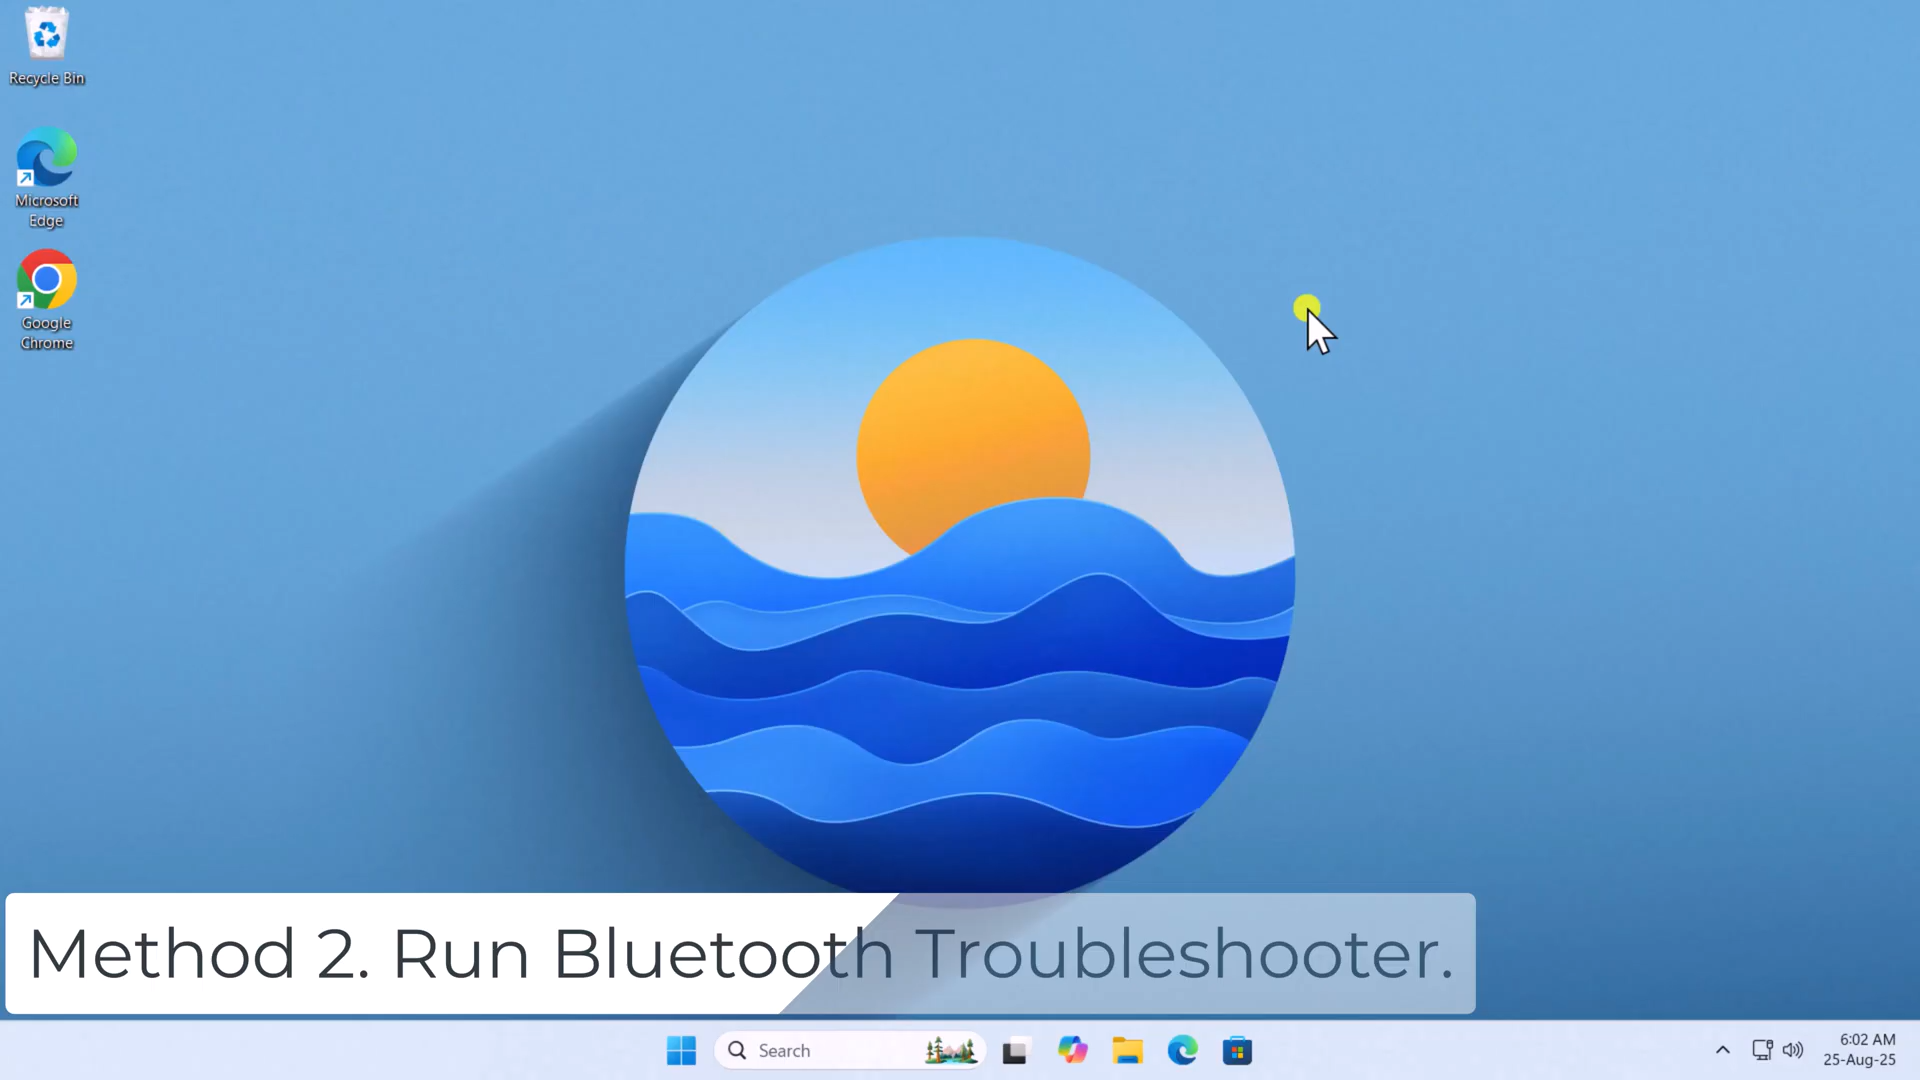 Recycle Bin
Microsoft
Edge
Google
Chrome
Method 2. Run Bluetooth Troubleshooter.
Search
6:02 AM
25-Aug-25